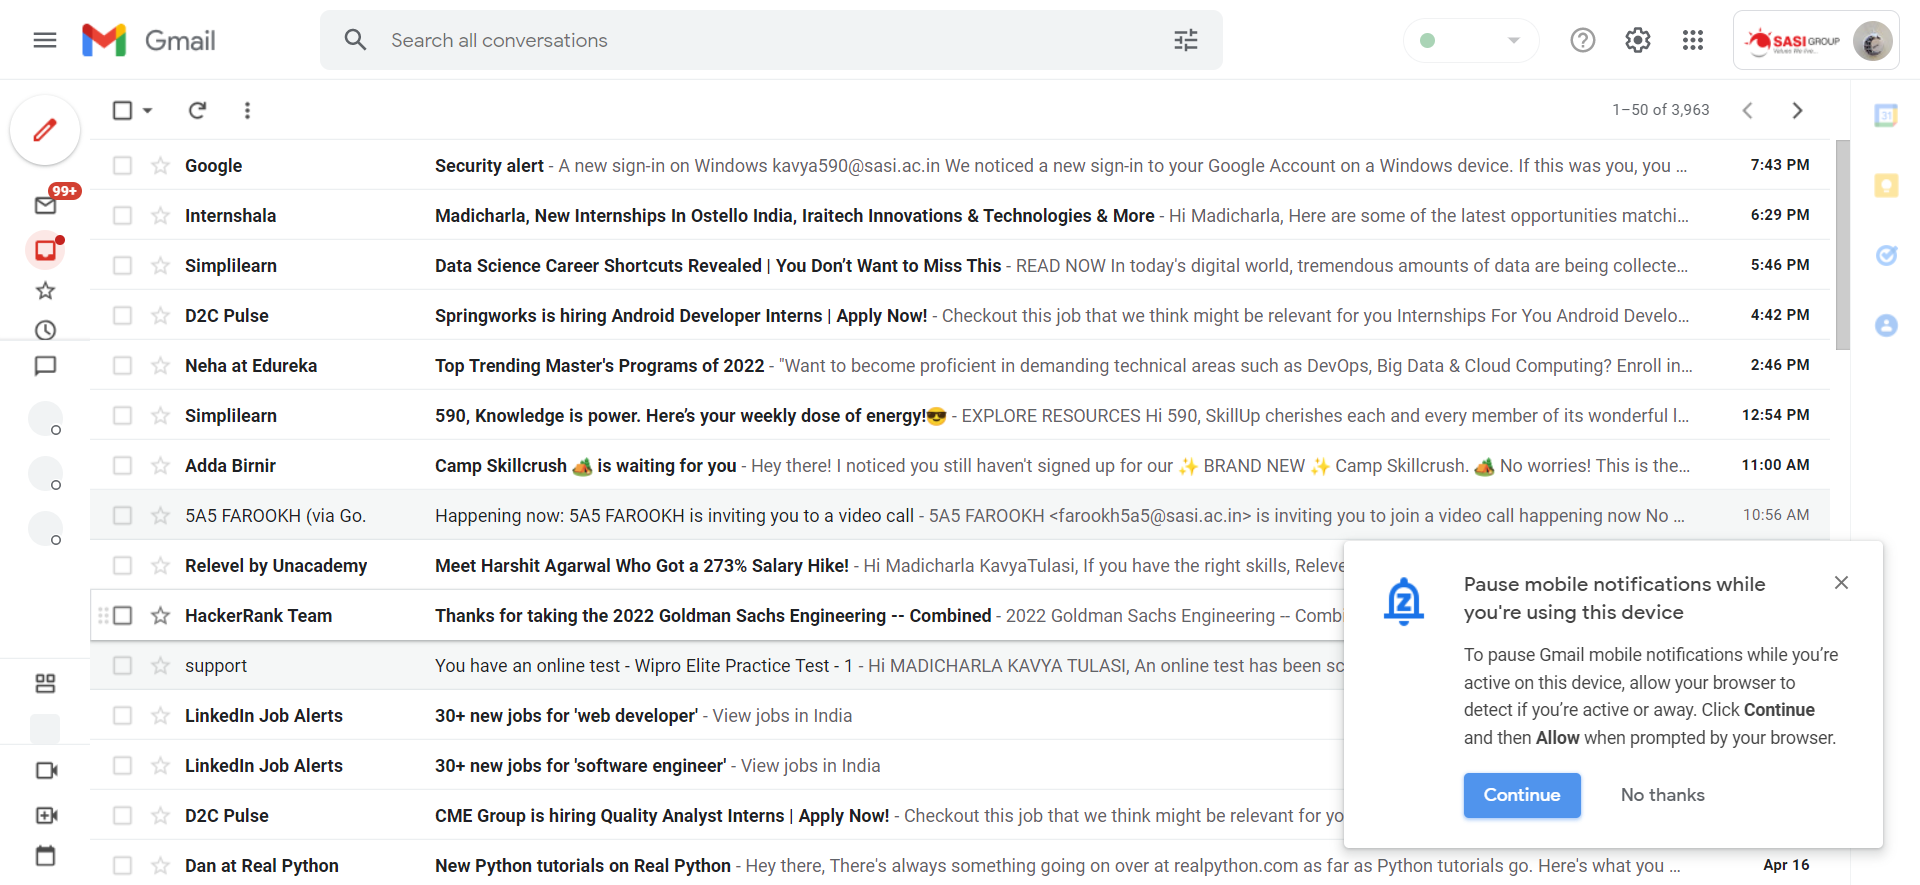 Gmail
Search all conversations
SASI GROUP
1–50 of 3,963
31
99+
Google Security alert - A new sign-in on Windows kavya590@sasi.ac.in We noticed a new sign-in to your Google Account on a Windows device. If this was you, you ... 7:43 PM
Internshala Madicharla, New Internships In Ostello India, Iraitech Innovations & Technologies & More - Hi Madicharla, Here are some of the latest opportunities matchi... 6:29 PM
Simplilearn Data Science Career Shortcuts Revealed | You Don’t Want to Miss This - READ NOW In today's digital world, tremendous amounts of data are being collecte... 5:46 PM
D2C Pulse Springworks is hiring Android Developer Interns | Apply Now! - Checkout this job that we think might be relevant for you Internships For You Android Develo... 4:42 PM
Neha at Edureka Top Trending Master's Programs of 2022 - "Want to become proficient in demanding technical areas such as DevOps, Big Data & Cloud Computing? Enroll in... 2:46 PM
Simplilearn 590, Knowledge is power. Here’s your weekly dose of energy!😎 - EXPLORE RESOURCES Hi 590, SkillUp cherishes each and every member of its wonderful l... 12:54 PM
Adda Birnir Camp Skillcrush 🏕️ is waiting for you - Hey there! I noticed you still haven't signed up for our ✨ BRAND NEW ✨ Camp Skillcrush. 🏕️ No worries! This is the... 11:00 AM
5A5 FAROOKH (via Go. Happening now: 5A5 FAROOKH is inviting you to a video call - 5A5 FAROOKH <farookh5a5@sasi.ac.in> is inviting you to join a video call happening now No ... 10:56 AM
Relevel by Unacademy Meet Harshit Agarwal Who Got a 273% Salary Hike! - Hi Madicharla KavyaTulasi, If you have the right skills, Releve
HackerRank Team Thanks for taking the 2022 Goldman Sachs Engineering -- Combined - 2022 Goldman Sachs Engineering -- Comb
support You have an online test - Wipro Elite Practice Test - 1 - Hi MADICHARLA KAVYA TULASI, An online test has been sc
LinkedIn Job Alerts 30+ new jobs for 'web developer' - View jobs in India
LinkedIn Job Alerts 30+ new jobs for 'software engineer' - View jobs in India
D2C Pulse CME Group is hiring Quality Analyst Interns | Apply Now! - Checkout this job that we think might be relevant for yo
Dan at Real Python New Python tutorials on Real Python - Hey there, There's always something going on over at realpython.com as far as Python tutorials go. Here's what you ... Apr 16
Pause mobile notifications while
you're using this device
To pause Gmail mobile notifications while you’re
active on this device, allow your browser to
detect if you’re active or away. Click Continue
and then Allow when prompted by your browser.
Continue No thanks